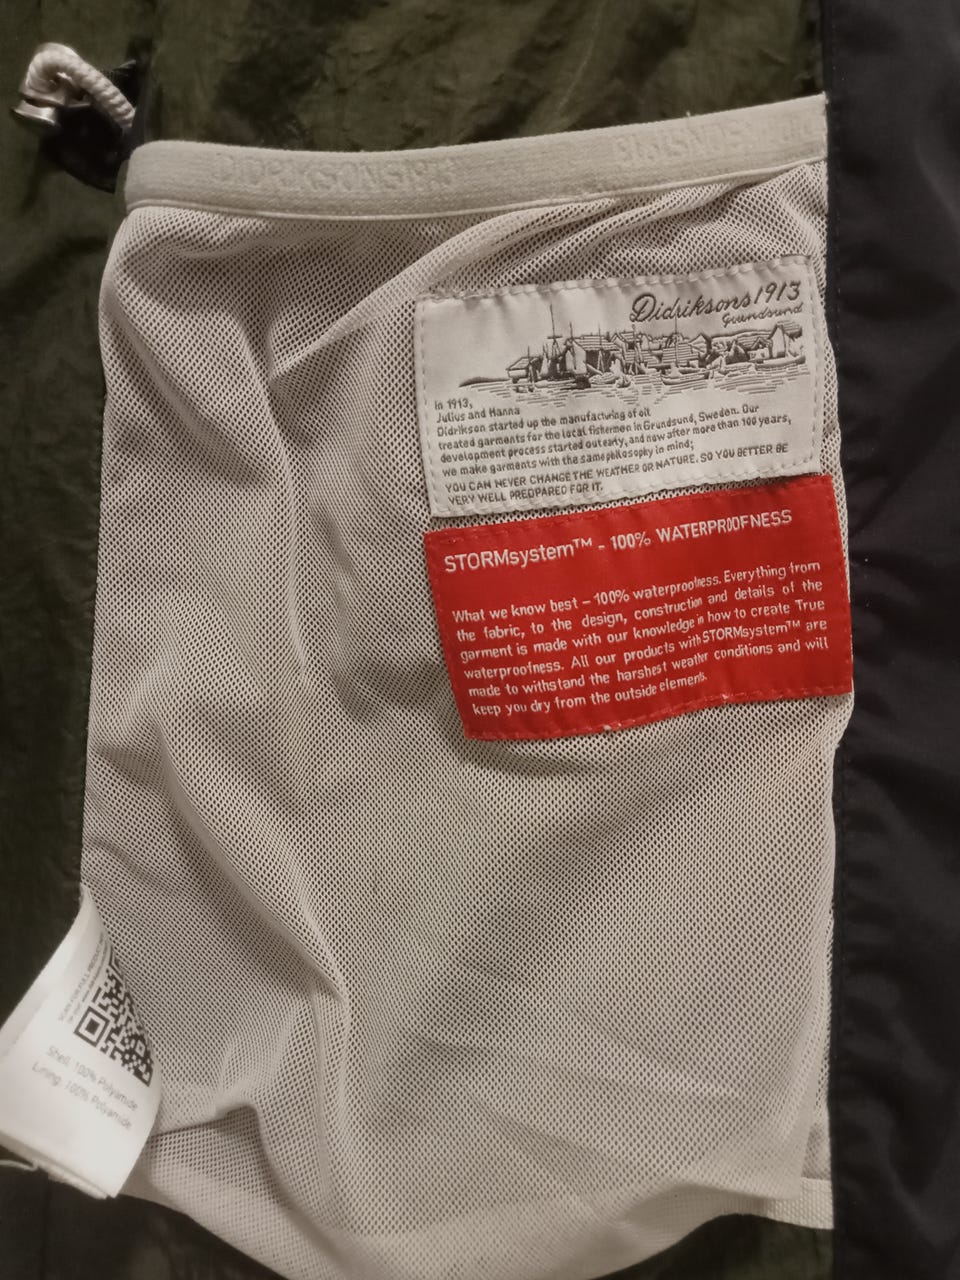 DIDRIKSONS1913
Didriksons1913
Grundsund
In 1913,
Julius and Hanna
Didrikson started up the manufacturing of oil
treated garments for the local fishermen in Grundsund, Sweden. Our
development process started out early, and now after more than 100 years,
we make garments with the same philosophy in mind;
YOU CAN NEVER CHANGE THE WEATHER OR NATURE. SO YOU BETTER BE
VERY WELL PREDPARED FOR IT.
STORMsystem™ - 100% WATERPROOFNESS
What we know best – 100% waterproofness. Everything from
the fabric, to the design, construction and details of the
garment is made with our knowledge in how to create True
waterproofness. All our products with STORMsystem™ are
made to withstand the harshest weather conditions and will
keep you dry from the outside elements.
SCAN FOR FULL PRODUCT
Shell. 100% Polyamide
Lining. 100% Polyamide